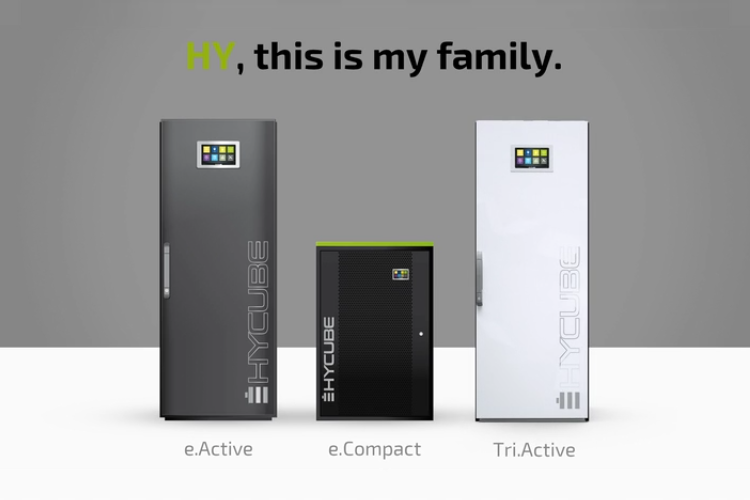 HY, this is my family.
HYCUBE
HYCUBE
HYCUBE
e.Active
e.Compact
Tri.Active